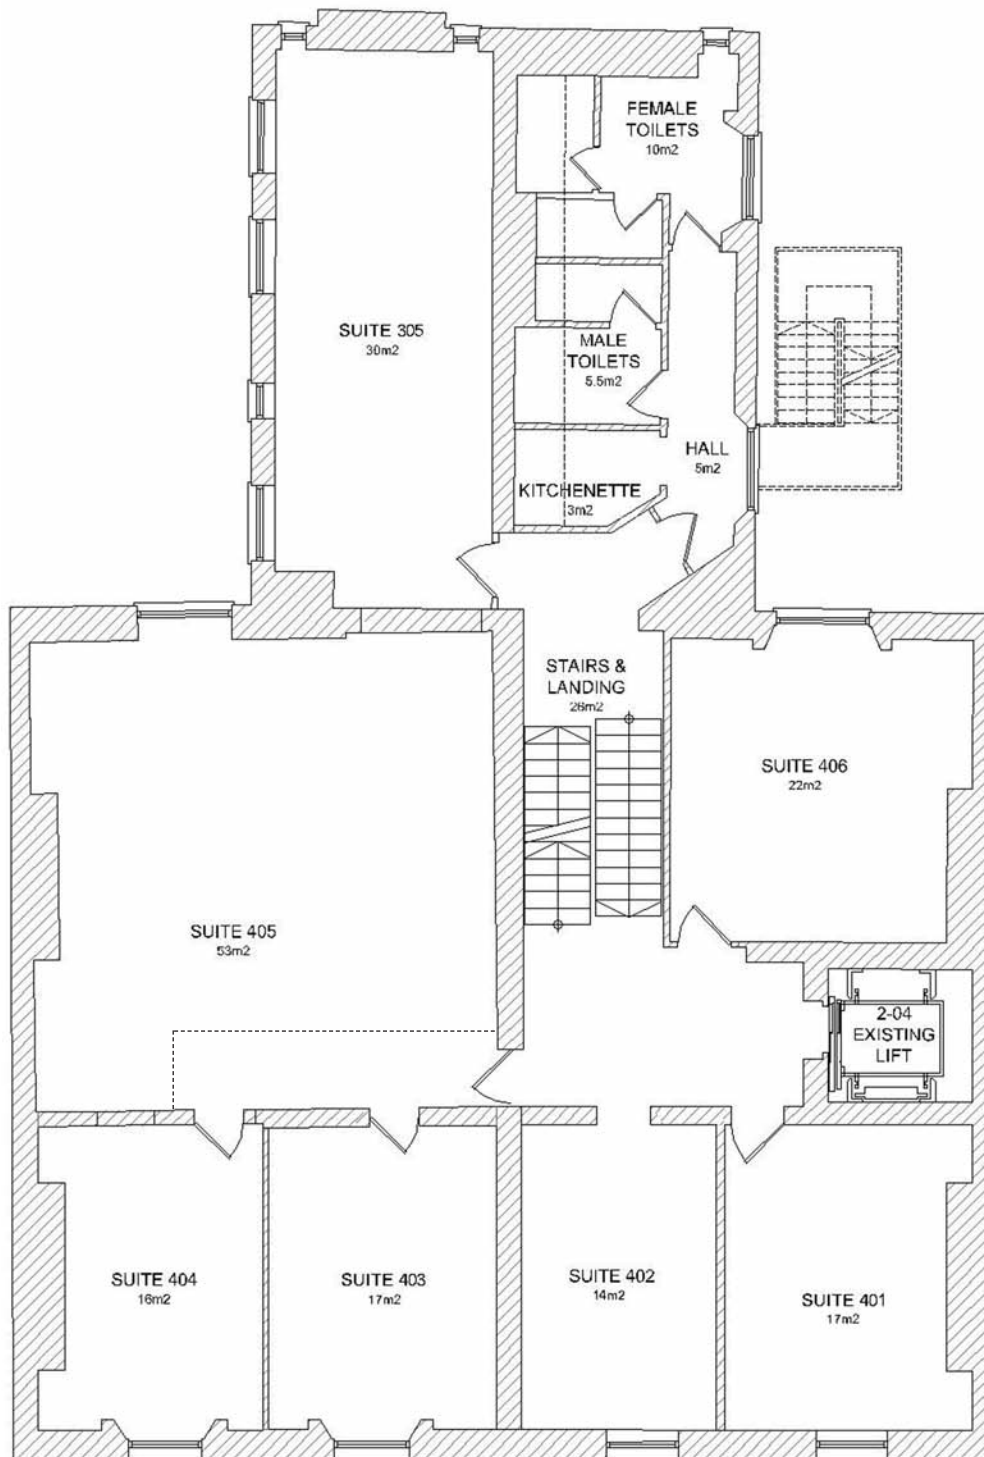 FEMALE
TOILETS
10m2
SUITE 305
30m2
MALE
TOILETS
5.5m2
HALL
5m2
KITCHENETTE
3m2
STAIRS &
LANDING
26m2
SUITE 406
22m2
SUITE 405
53m2
2-04
EXISTING
LIFT
SUITE 404
16m2
SUITE 403
17m2
SUITE 402
14m2
SUITE 401
17m2